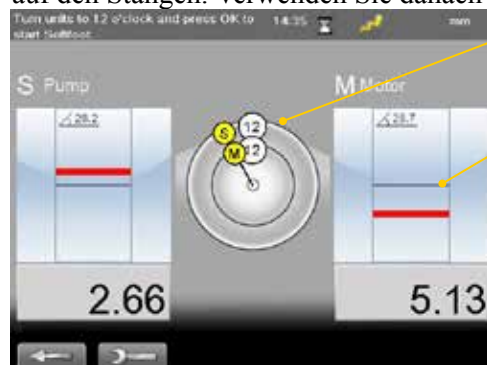 auf den Stangen. Verwenden Sie danach
Turn units to 12 o'clock and press OK to
start Softfoot.
14:35
mm
S Pump
M Motor
28.2
28.7
S
12
M
12
2.66
5.13